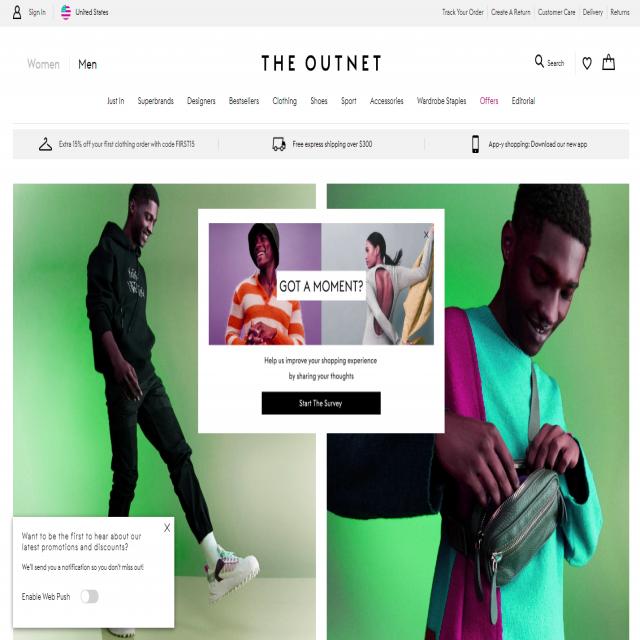 Sign In
United States
Track Your Order
Create A Return
Customer Care
Delivery
Returns
Women
Men
THE OUTNET
Search
Just in
Superbrands
Designers
Bestsellers
Clothing
Shoes
Sport
Accessories
Wardrobe Staples
Offers
Editorial
Extra 15% off your first clothing order with code FIRST15
Free express shipping over $300
App-y shopping: Download our new app
GOT A MOMENT?
X
Help us improve your shopping experience
by sharing your thoughts
Start The Survey
X
Want to be the first to hear about our
latest promotions and discounts?
We'll send you a notification so you don't miss out!
Enable Web Push